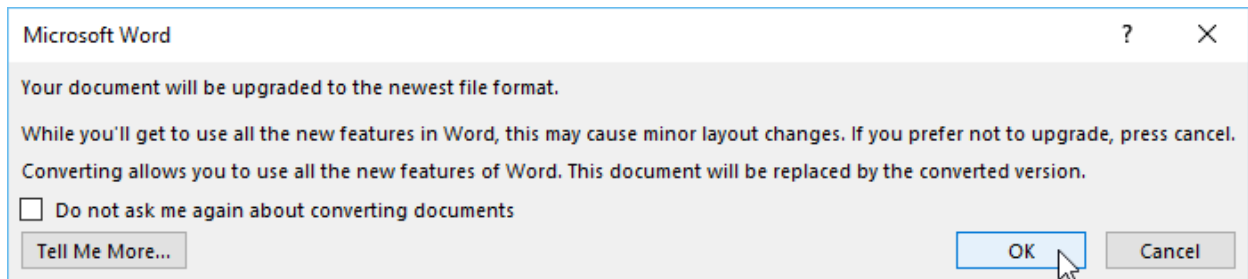 Microsoft Word
?
Your document will be upgraded to the newest file format.
While you'll get to use all the new features in Word, this may cause minor layout changes. If you prefer not to upgrade, press cancel.
Converting allows you to use all the new features of Word. This document will be replaced by the converted version.
Do not ask me again about converting documents
Tell Me More...
OK
Cancel